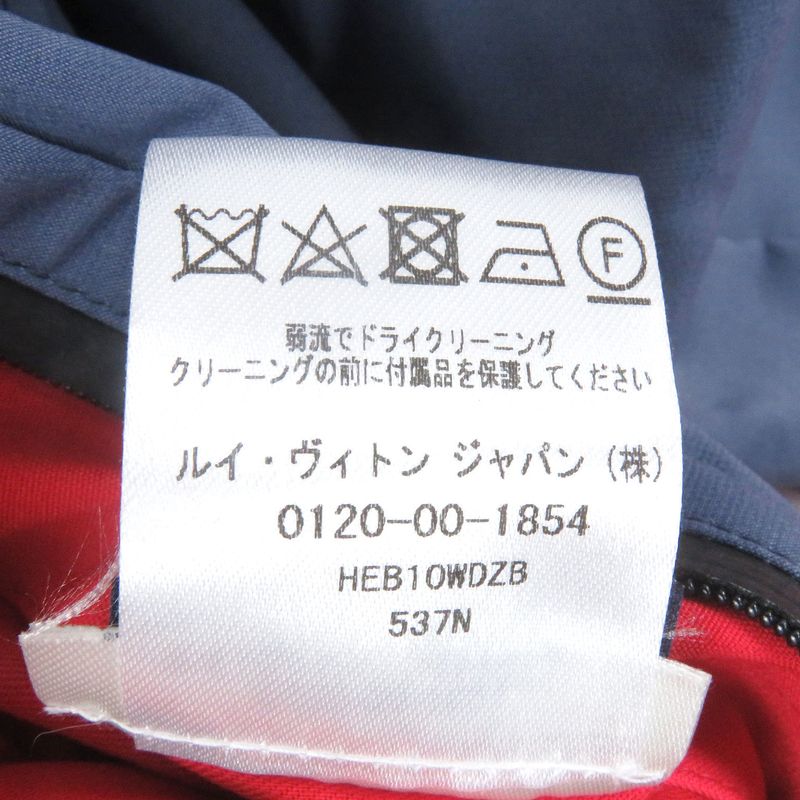 F
弱流でドライクリーニング
クリーニングの前に付属品を保護してください
ルイ・ヴィトン ジャパン (株)
0120-00-1854
HEB10WDZB
537N